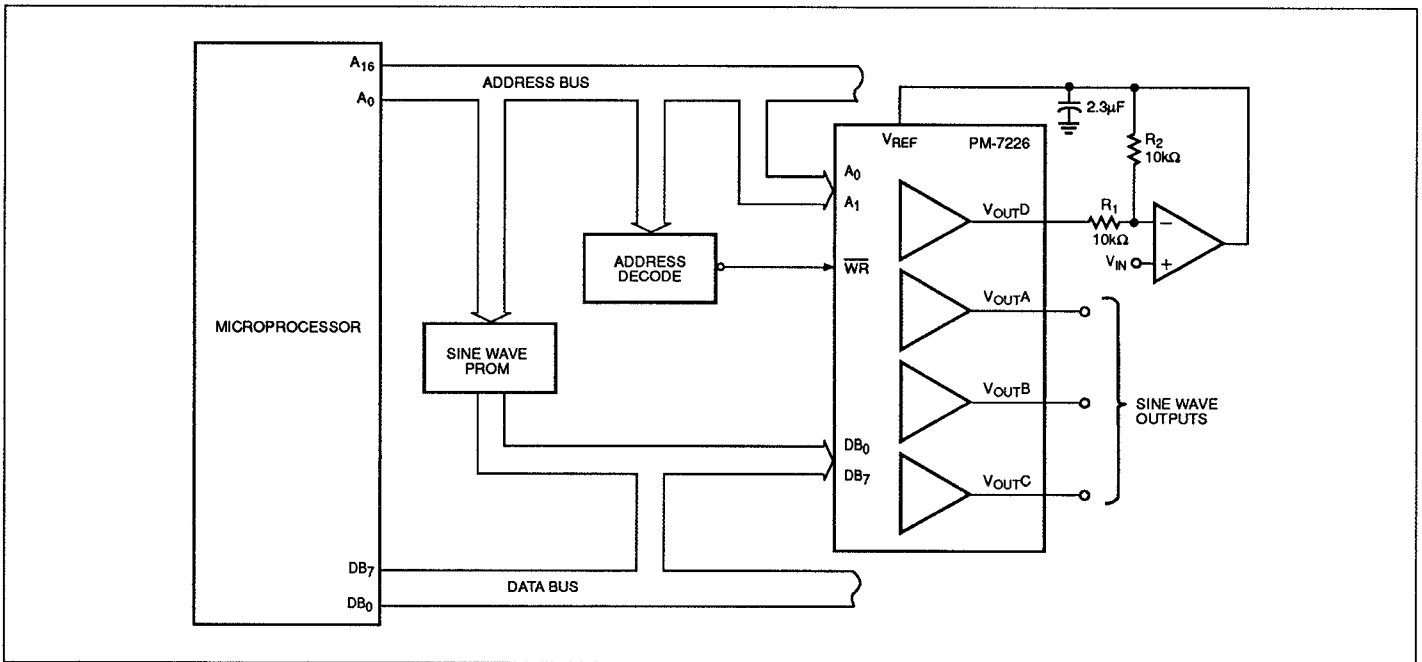 A16
ADDRESS BUS
A0
2.3µF
VREF
PM-7226
R2
10kΩ
A0
A1
VOUTD
R1
10kΩ
−
ADDRESS
DECODE
WR
VIN
+
VOUTA
MICROPROCESSOR
SINE WAVE
PROM
VOUTB
SINE WAVE
OUTPUTS
DB0
DB7
VOUTC
DB7
DATA BUS
DB0